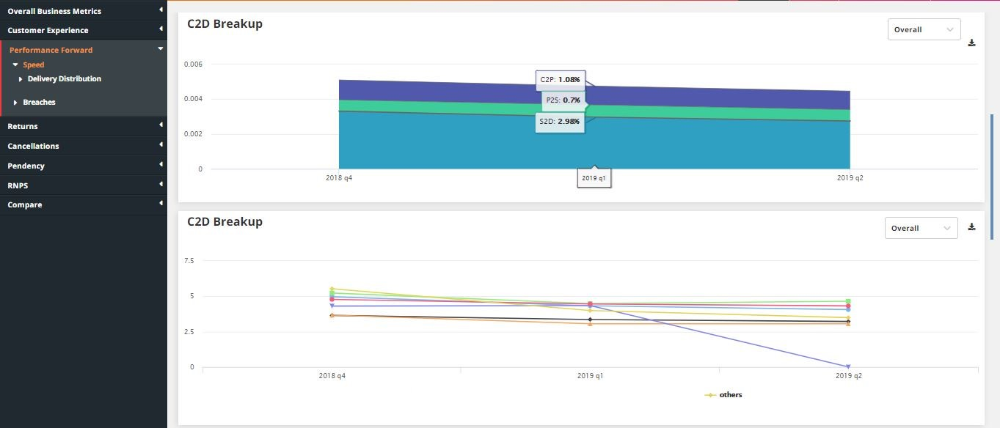 Overall Business Metrics
Customer Experience
Performance Forward
Speed
Delivery Distribution
Breaches
Returns
Cancellations
Pendency
RNPS
Compare
C2D Breakup
Overall
0.006
0.004
0.002
0
C2P: 1.08%
P2S: 0.7%
S2D: 2.98%
2018 q4
2019 q1
2019 q2
C2D Breakup
Overall
7.5
5
2.5
0
2018 q4
2019 q1
2019 q2
others